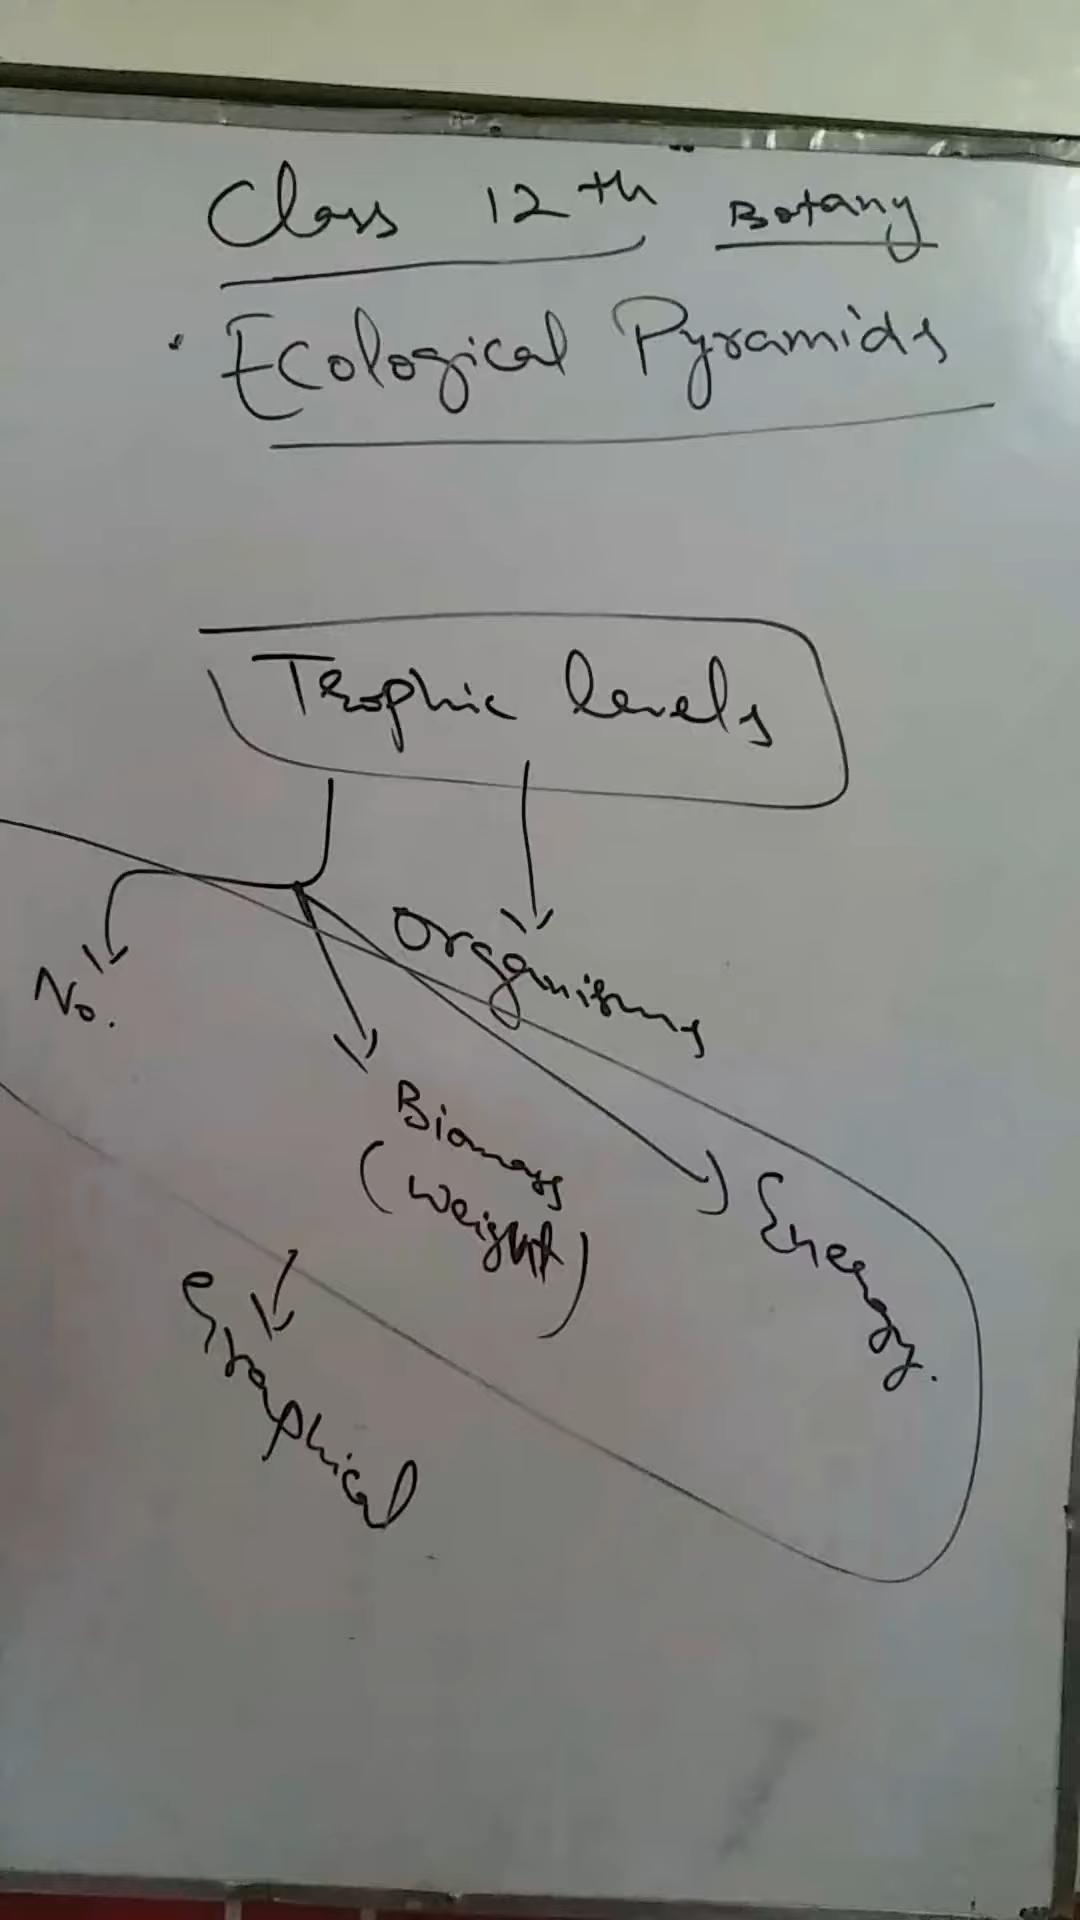 Class 12th Botany
Ecological Pyramids
Trophic levels
Organisms
No.
Biomass
(Weight)
Energy.
Graphical